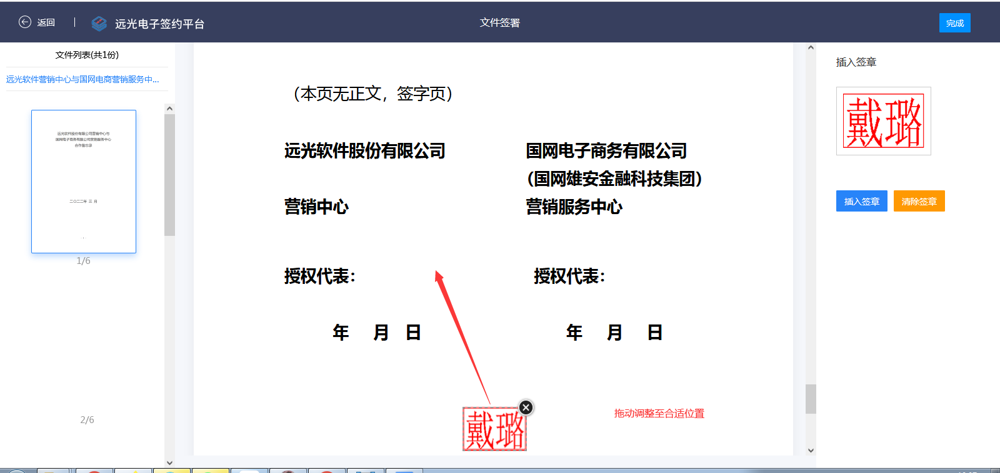 返回
远光电子签约平台
文件签署
完成
文件列表(共1份)
远光软件营销中心与国网电商营销服务中...
远光软件股份有限公司营销中心与
国网电子商务有限公司营销服务中心
合作备忘录
二〇二二年 三 月
1/6
2/6
（本页无正文，签字页）
远光软件股份有限公司 国网电子商务有限公司
（国网雄安金融科技集团）
营销中心 营销服务中心
授权代表： 授权代表：
年 月 日 年 月 日
戴璐
拖动调整至合适位置
插入签章
戴璐
插入签章 清除签章